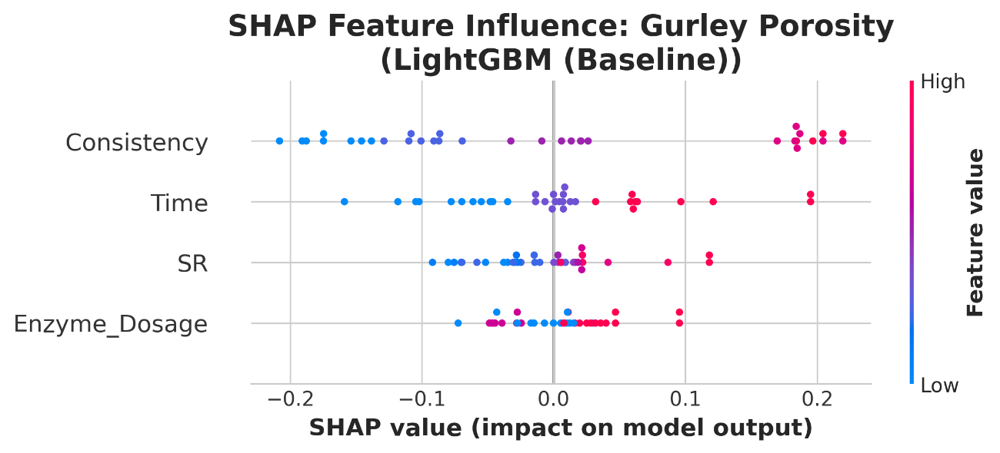 SHAP Feature Influence: Gurley Porosity
(LightGBM (Baseline))
High
Consistency
Time
SR
Enzyme_Dosage
Feature value
Low
−0.2
−0.1
0.0
0.1
0.2
SHAP value (impact on model output)